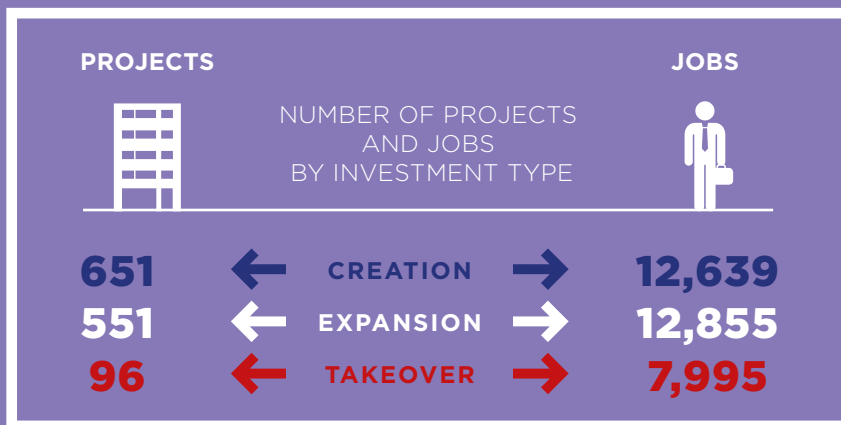 PROJECTS
JOBS
NUMBER OF PROJECTS
AND JOBS
BY INVESTMENT TYPE
651 CREATION 12,639
551 EXPANSION 12,855
96 TAKEOVER 7,995